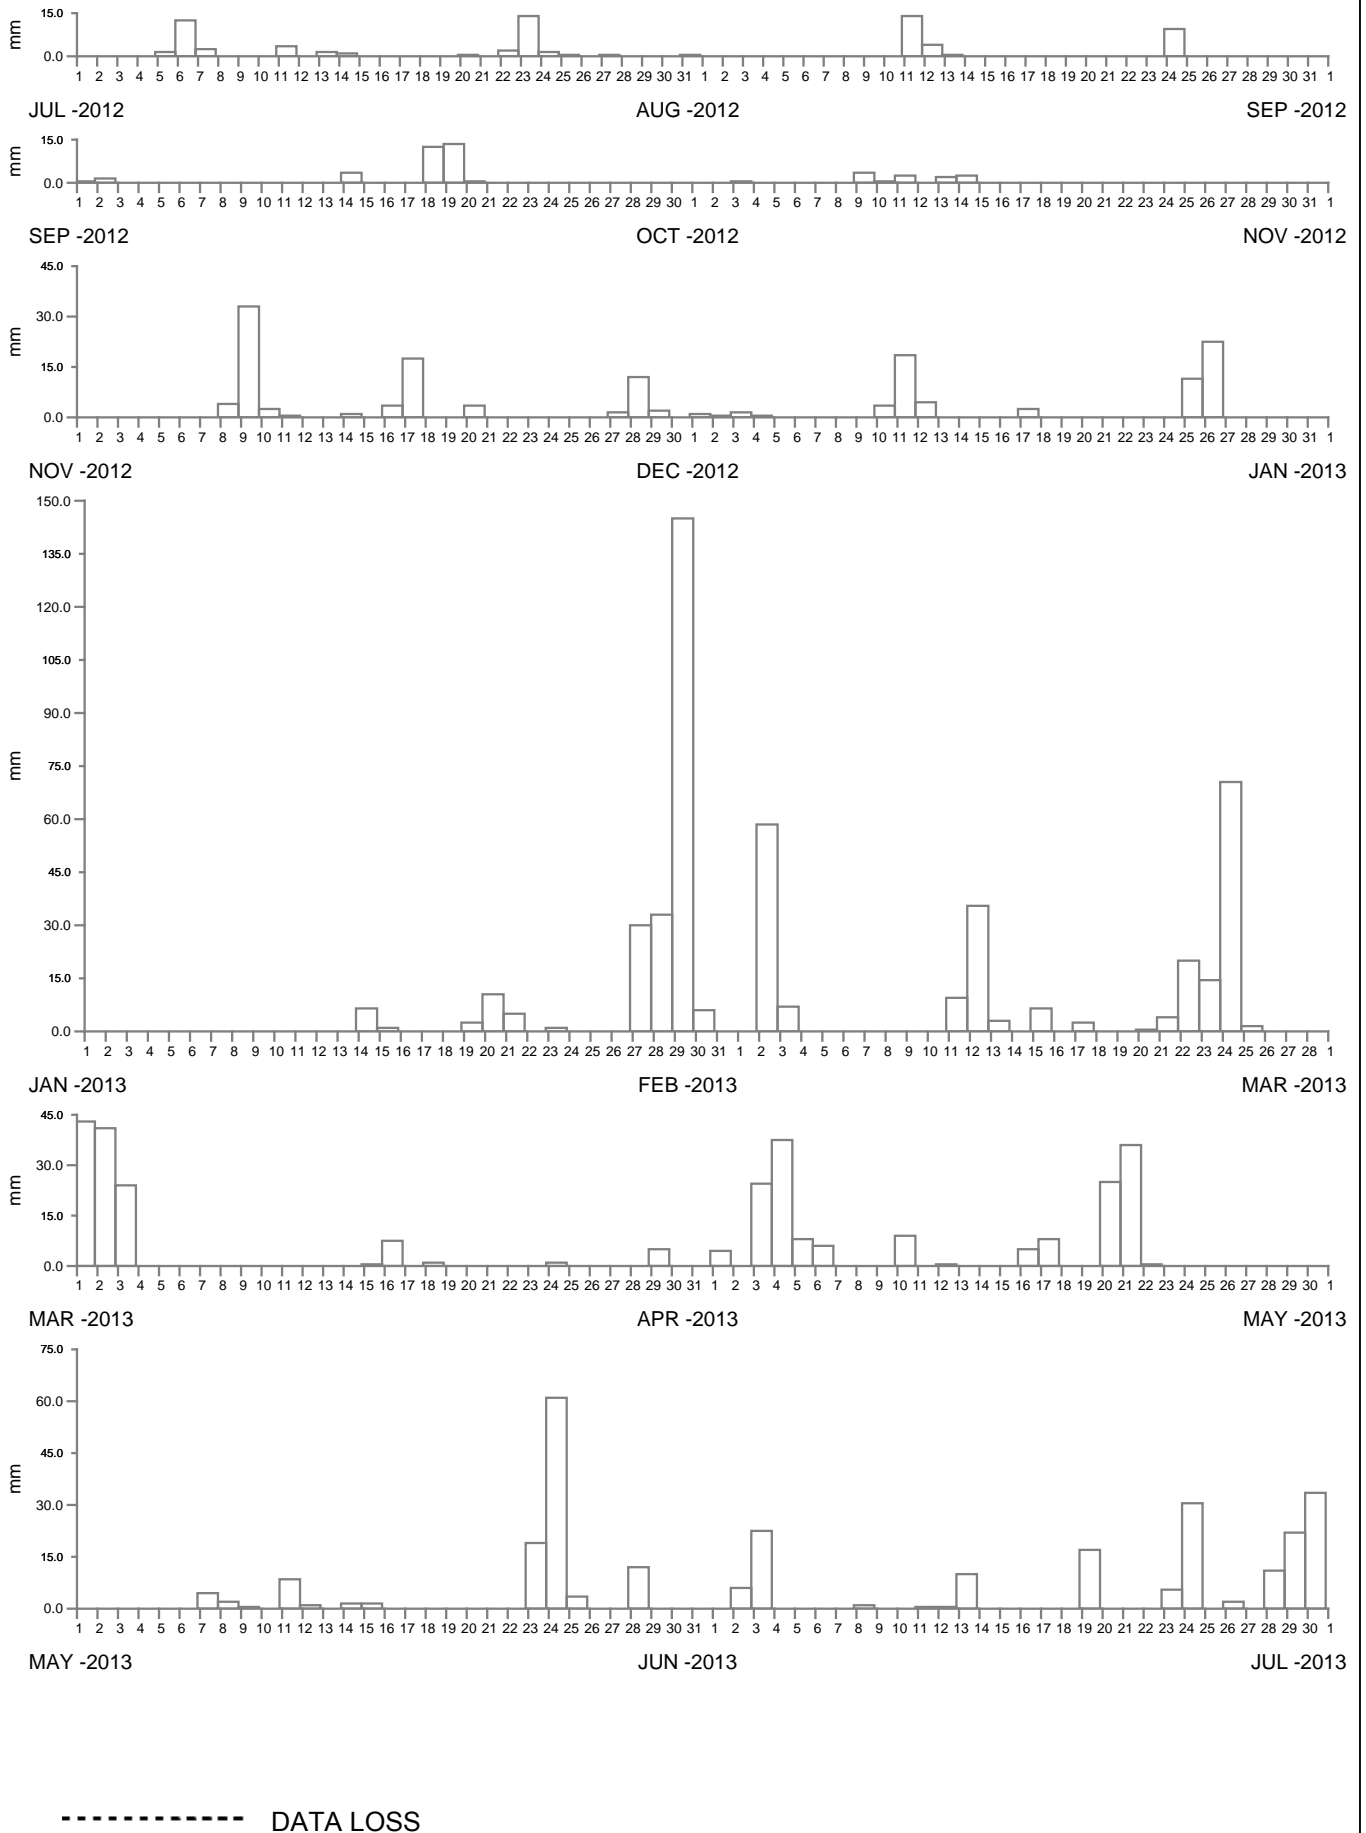 15.0
mm
0.0
1 2 3 4 5 6 7 8 9 10 11 12 13 14 15 16 17 18 19 20 21 22 23 24 25 26 27 28 30 31 1 2 3 4 5 6 7 8 9 10 11 12 13 14 15 16 17 18 19 20 21 22 23 24 25 26 27 28 29 30 31 1
JUL -2012 AUG -2012 SEP -2012
15.0
mm
0.0
1 2 3 4 5 6 7 8 9 10 11 12 13 14 15 16 17 18 19 20 21 22 23 24 25 26 27 28 29 30 1 2 3 4 5 6 7 8 9 10 11 12 13 14 15 16 17 18 19 20 21 22 23 24 25 26 27 28 29 30 31 1
SEP -2012 OCT -2012 NOV -2012
45.0
30.0
mm
15.0
0.0
1 2 3 4 5 6 7 8 9 10 11 12 13 14 15 16 17 18 19 20 21 22 23 24 25 26 27 28 29 30 1 2 3 4 5 6 7 8 9 10 11 12 13 14 15 16 17 18 19 20 21 22 23 24 25 26 27 28 29 30 31 1
NOV -2012 DEC -2012 JAN -2013
150.0
135.0
120.0
105.0
90.0
75.0
mm
60.0
45.0
30.0
15.0
0.0
1 2 3 4 5 6 7 8 9 10 11 12 13 14 15 16 17 18 19 20 21 22 23 24 25 26 27 28 29 30 31 1 2 3 4 5 6 7 8 9 10 11 12 13 14 15 16 17 18 19 20 21 22 23 24 25 26 27 28 1
JAN -2013 FEB -2013 MAR -2013
45.0
30.0
mm
15.0
0.0
1 2 3 4 5 6 7 8 9 10 11 12 13 14 15 16 17 18 19 20 21 22 23 24 25 26 27 28 29 30 31 1 2 3 4 5 6 7 8 9 10 11 12 13 14 15 16 17 18 19 20 21 22 23 24 25 26 27 28 29 30 1
MAR -2013 APR -2013 MAY -2013
75.0
60.0
45.0
mm
30.0
15.0
0.0
1 2 3 4 5 6 7 8 9 10 11 12 13 14 15 16 17 18 19 20 21 22 23 24 25 26 27 28 29 30 31 1 2 3 4 5 6 7 8 9 10 11 12 13 14 15 16 17 18 19 20 21 22 23 24 25 26 27 28 29 30 1
MAY -2013 JUN -2013 JUL -2013
DATA LOSS